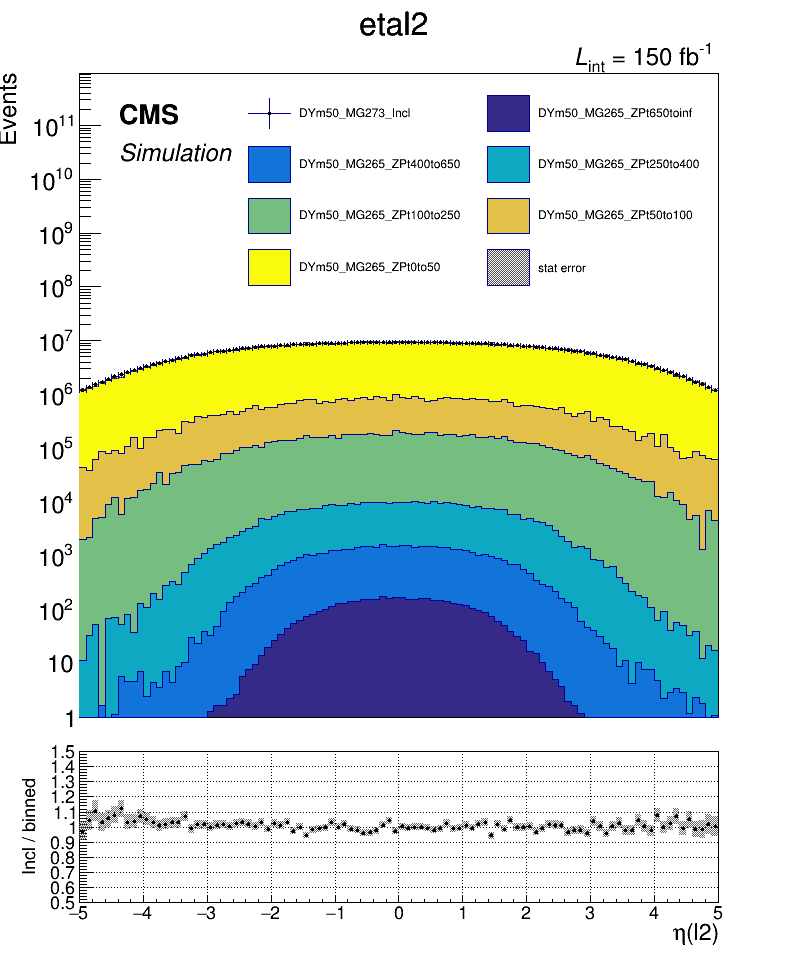 etal2
L_int = 150 fb^-1
Events
CMS
Simulation
DYm50_MG273_Incl
DYm50_MG265_ZPt650toinf
DYm50_MG265_ZPt400to650
DYm50_MG265_ZPt250to400
DYm50_MG265_ZPt100to250
DYm50_MG265_ZPt50to100
DYm50_MG265_ZPt0to50
stat error
10^11
10^10
10^9
10^8
10^7
10^6
10^5
10^4
10^3
10^2
10
1
Incl / binned
1.5
1.4
1.3
1.2
1.1
1
0.9
0.8
0.7
0.6
0.5
−5 −4 −3 −2 −1 0 1 2 3 4 5
η(l2)